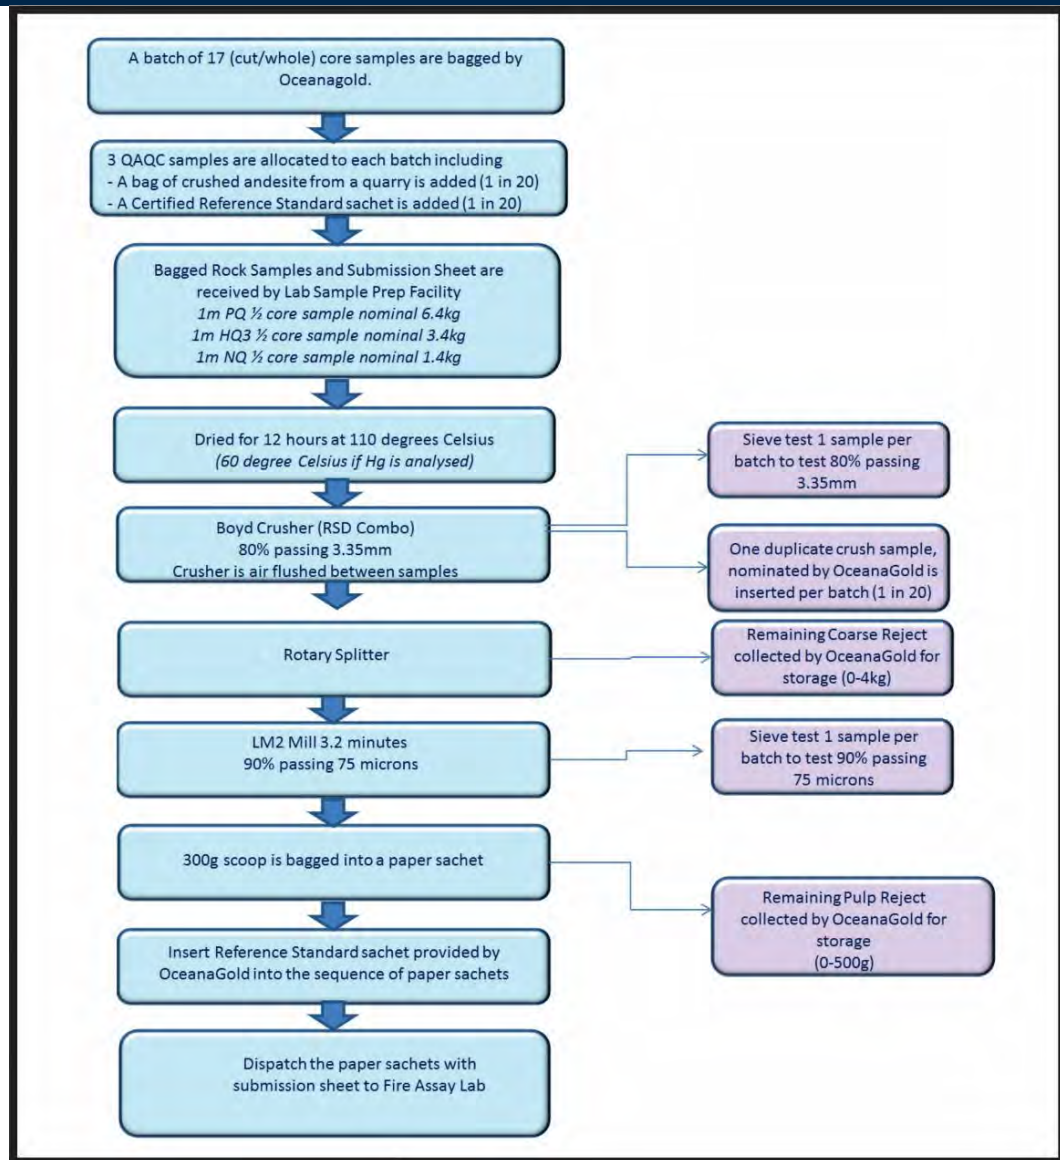 A batch of 17 (cut/whole) core samples are bagged by
Oceanagold.
3 QAQC samples are allocated to each batch including
- A bag of crushed andesite from a quarry is added (1 in 20)
- A Certified Reference Standard sachet is added (1 in 20)
Bagged Rock Samples and Submission Sheet are
received by Lab Sample Prep Facility
1m PQ ½ core sample nominal 6.4kg
1m HQ3 ½ core sample nominal 3.4kg
1m NQ ½ core sample nominal 1.4kg
Dried for 12 hours at 110 degrees Celsius
(60 degree Celsius if Hg is analysed)
Sieve test 1 sample per
batch to test 80% passing
3.35mm
Boyd Crusher (RSD Combo)
80% passing 3.35mm
Crusher is air flushed between samples
One duplicate crush sample,
nominated by OceanaGold is
inserted per batch (1 in 20)
Rotary Splitter
Remaining Coarse Reject
collected by OceanaGold for
storage (0-4kg)
LM2 Mill 3.2 minutes
90% passing 75 microns
Sieve test 1 sample per
batch to test 90% passing
75 microns
300g scoop is bagged into a paper sachet
Remaining Pulp Reject
collected by OceanaGold for
storage
(0-500g)
Insert Reference Standard sachet provided by
OceanaGold into the sequence of paper sachets
Dispatch the paper sachets with
submission sheet to Fire Assay Lab